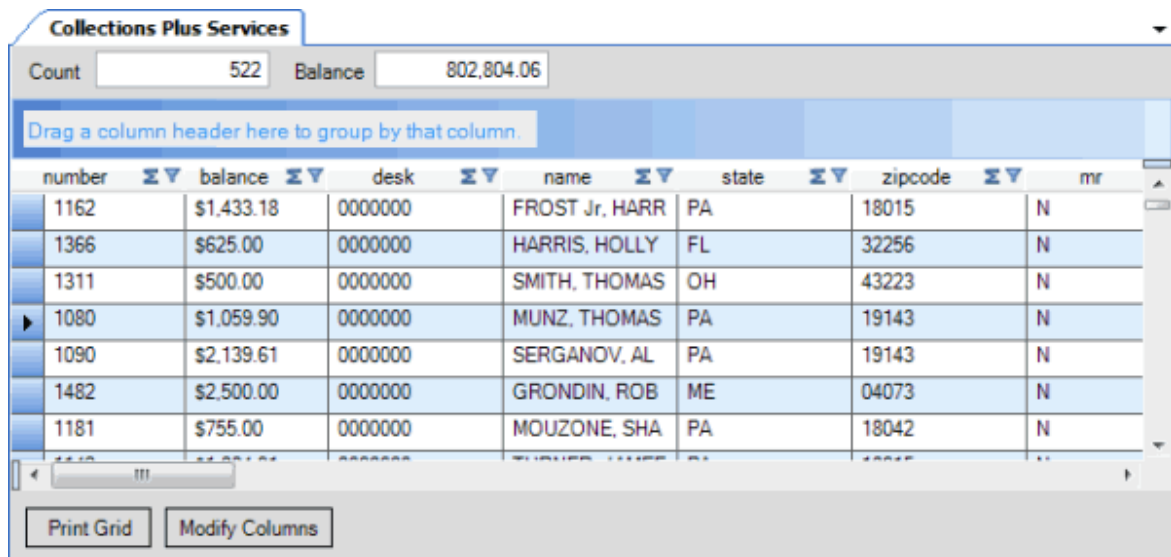 Collections Plus Services
Count 522 Balance 802,804.06
Drag a column header here to group by that column.
number Σ balance Σ desk Σ name Σ state Σ zipcode Σ mr
1162 $1,433.18 0000000 FROST Jr, HARR PA 18015 N
1366 $625.00 0000000 HARRIS, HOLLY FL 32256 N
1311 $500.00 0000000 SMITH, THOMAS OH 43223 N
1080 $1,059.90 0000000 MUNZ, THOMAS PA 19143 N
1090 $2,139.61 0000000 SERGANOV, AL PA 19143 N
1482 $2,500.00 0000000 GRONDIN, ROB ME 04073 N
1181 $755.00 0000000 MOUZONE, SHA PA 18042 N
Print Grid Modify Columns